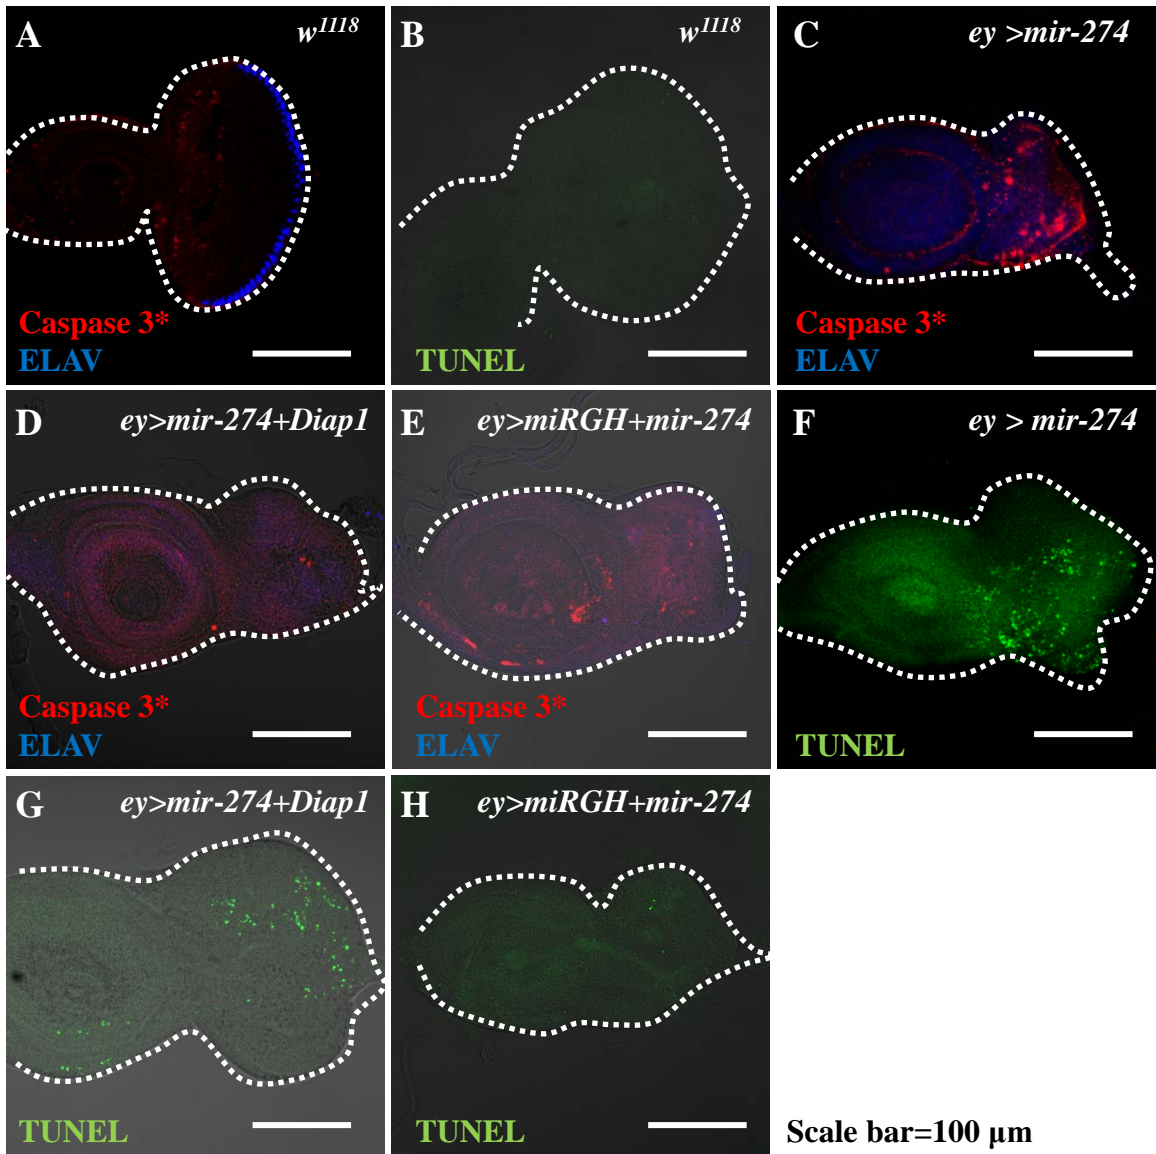 A w1118
Caspase 3*
ELAV
B w1118
TUNEL
C ey >mir-274
Caspase 3*
ELAV
D ey>mir-274+Diap1
Caspase 3*
ELAV
E ey>miRGH+mir-274
Caspase 3*
ELAV
F ey > mir-274
TUNEL
G ey>mir-274+Diap1
TUNEL
H ey>miRGH+mir-274
TUNEL
Scale bar=100 μm